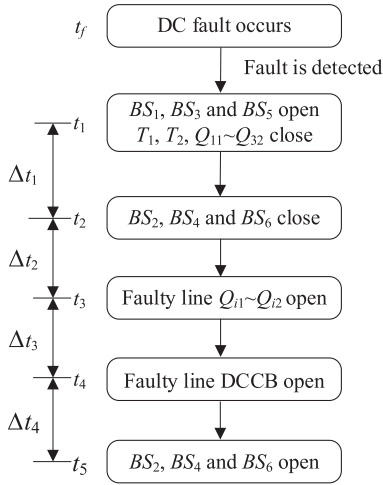 t_f DC fault occurs
Fault is detected
t_1 BS_1, BS_3 and BS_5 open
T_1, T_2, Q_11~Q_32 close
Δt_1
t_2 BS_2, BS_4 and BS_6 close
Δt_2
t_3 Faulty line Q_i1~Q_i2 open
Δt_3
t_4 Faulty line DCCB open
Δt_4
t_5 BS_2, BS_4 and BS_6 open